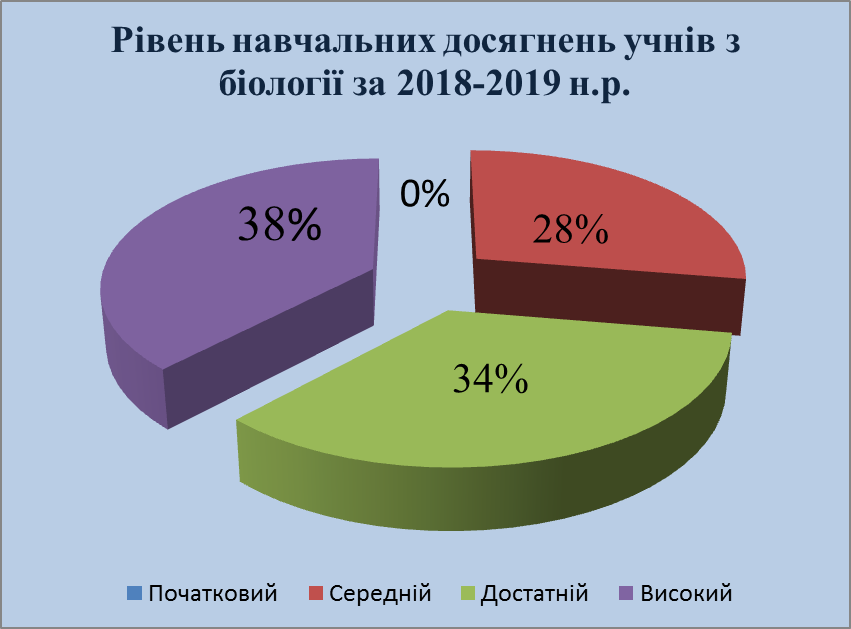 Рівень навчальних досягнень учнів з
біології за 2018-2019 н.р.
38%
0%
28%
34%
Початковий
Середній
Достатній
Високий